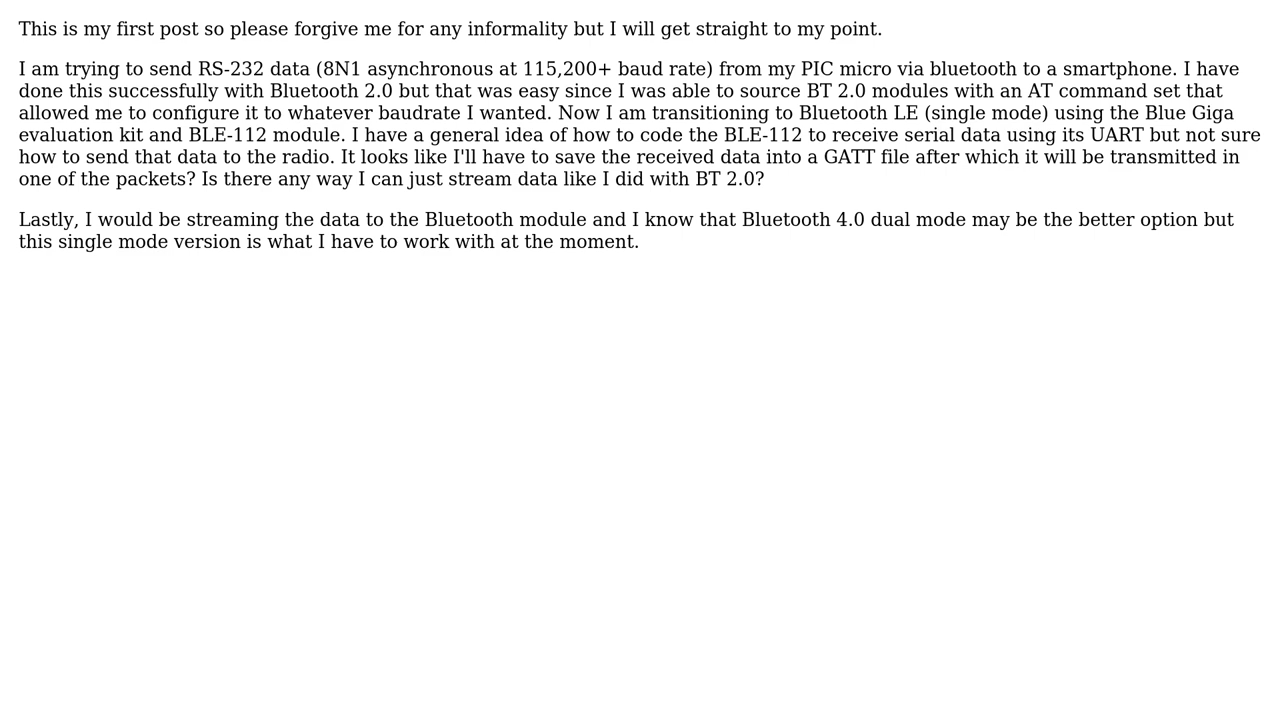 This is my first post so please forgive me for any informality but I will get straight to my point.
I am trying to send RS-232 data (8N1 asynchronous at 115,200+ baud rate) from my PIC micro via bluetooth to a smartphone. I have
done this successfully with Bluetooth 2.0 but that was easy since I was able to source BT 2.0 modules with an AT command set that
allowed me to configure it to whatever baudrate I wanted. Now I am transitioning to Bluetooth LE (single mode) using the Blue Giga
evaluation kit and BLE-112 module. I have a general idea of how to code the BLE-112 to receive serial data using its UART but not sure
how to send that data to the radio. It looks like I'll have to save the received data into a GATT file after which it will be transmitted in
one of the packets? Is there any way I can just stream data like I did with BT 2.0?
Lastly, I would be streaming the data to the Bluetooth module and I know that Bluetooth 4.0 dual mode may be the better option but
this single mode version is what I have to work with at the moment.